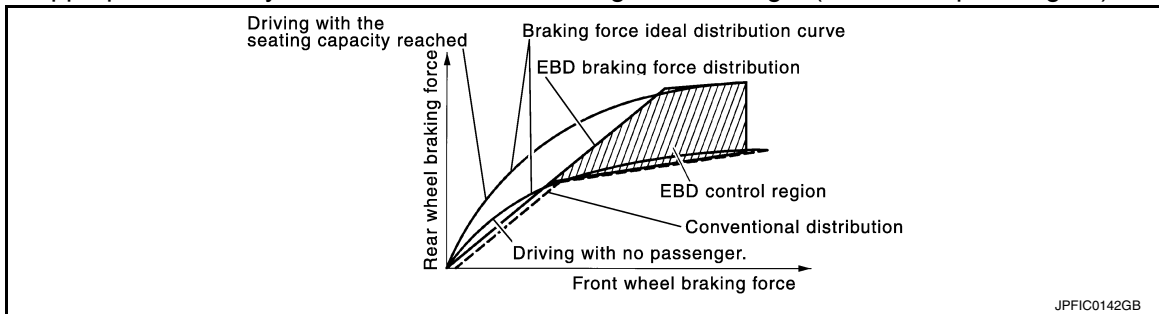 Driving with the
seating capacity reached
Braking force ideal distribution curve
EBD braking force distribution
Rear wheel braking force
EBD control region
Conventional distribution
Driving with no passenger.
Front wheel braking force
JPFIC0142GB